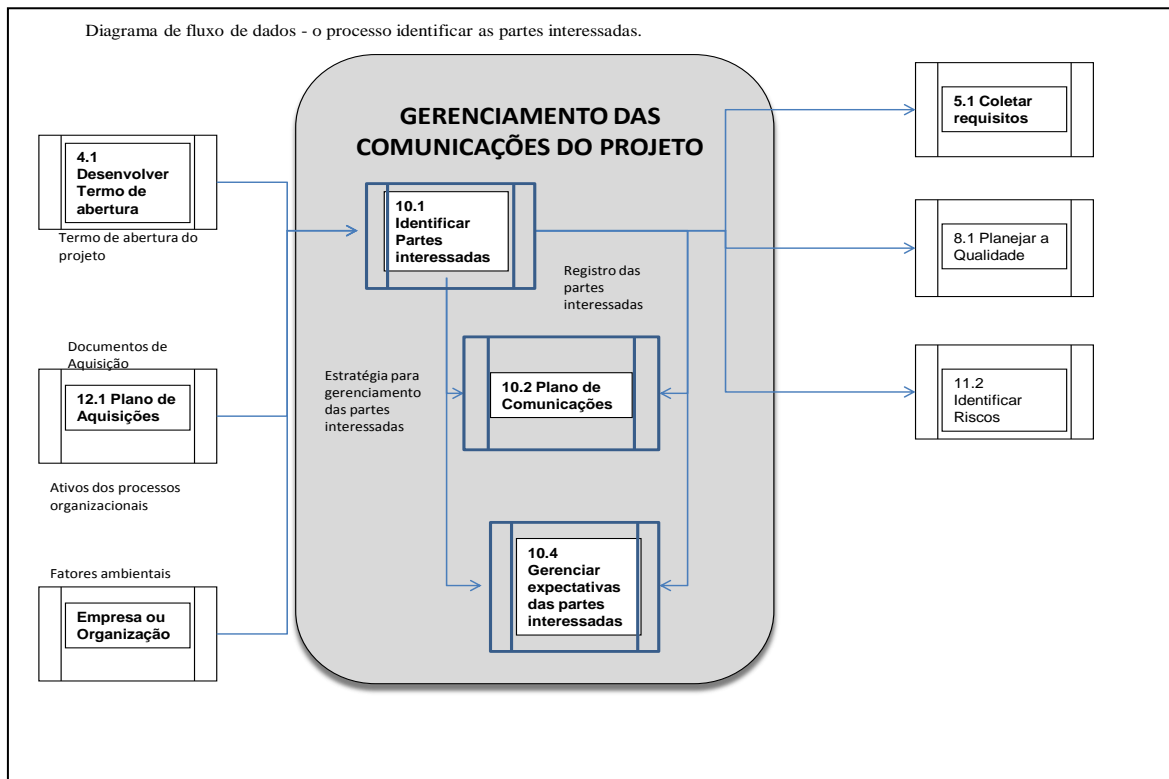 Diagrama de fluxo de dados - o processo identificar as partes interessadas.
GERENCIAMENTO DAS
COMUNICAÇÕES DO PROJETO
4.1
Desenvolver
Termo de
abertura
Termo de abertura do
projeto
Documentos de
Aquisição
12.1 Plano de
Aquisições
Ativos dos processos
organizacionais
Fatores ambientais
Empresa ou
Organização
10.1
Identificar
Partes
interessadas
Registro das
partes
interessadas
Estratégia para
gerenciamento
das partes
interessadas
10.2 Plano de
Comunicações
10.4
Gerenciar
expectativas
das partes
interessadas
5.1 Coletar
requisitos
8.1 Planejar a
Qualidade
11.2
Identificar
Riscos